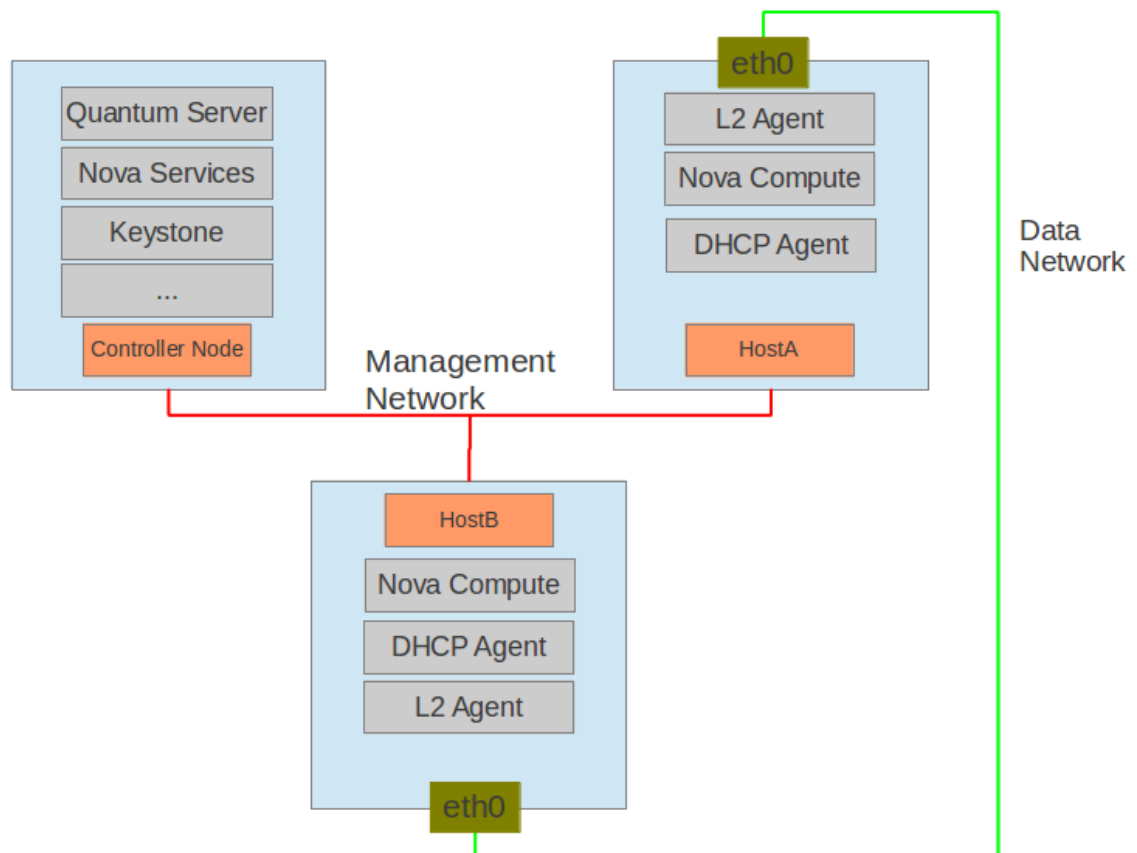 Quantum Server
Nova Services
Keystone
...
Controller Node
eth0
L2 Agent
Nova Compute
DHCP Agent
HostA
Data
Network
Management
Network
HostB
Nova Compute
DHCP Agent
L2 Agent
eth0